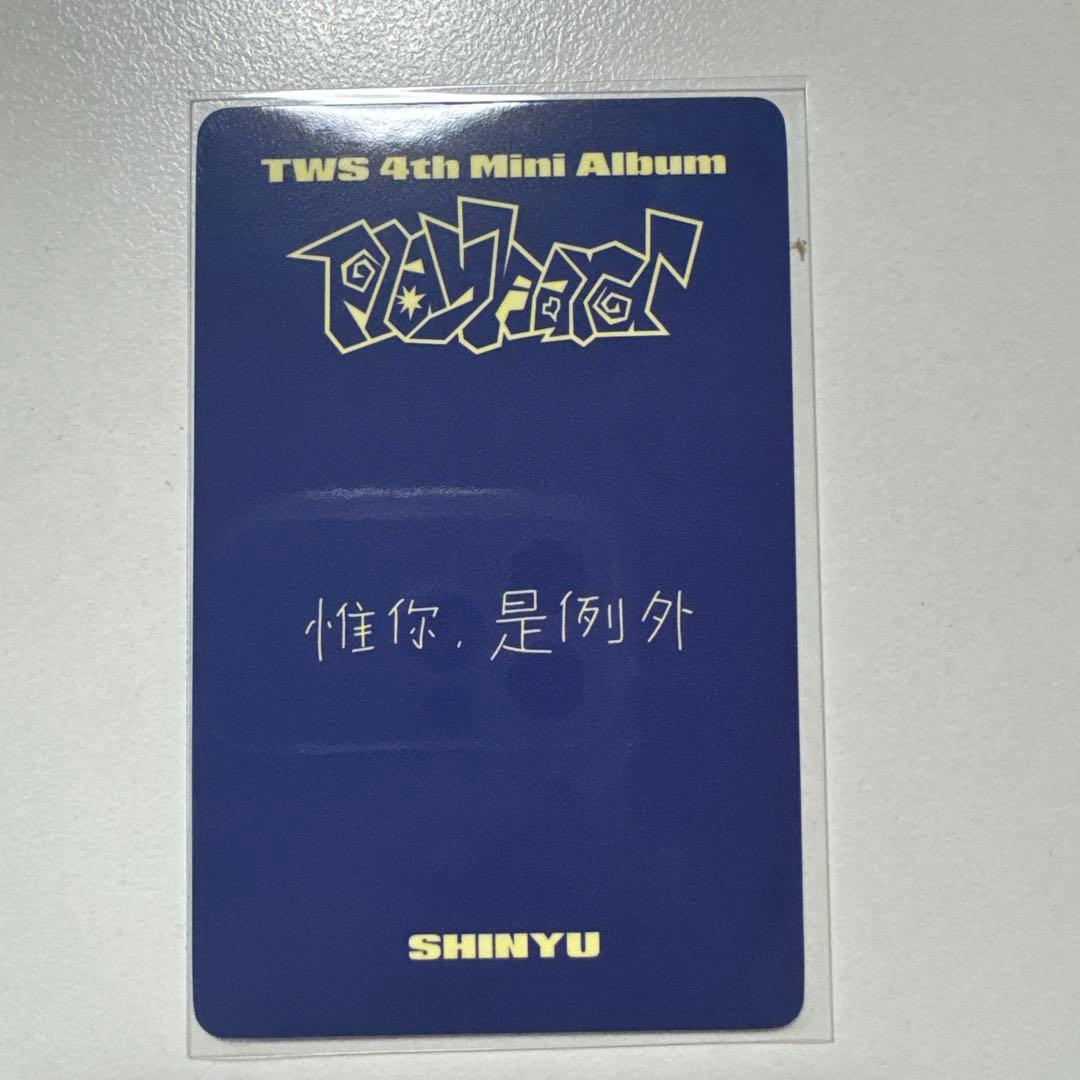 TWS 4th Mini Album
play hard
惟你, 是例外
SHINYU